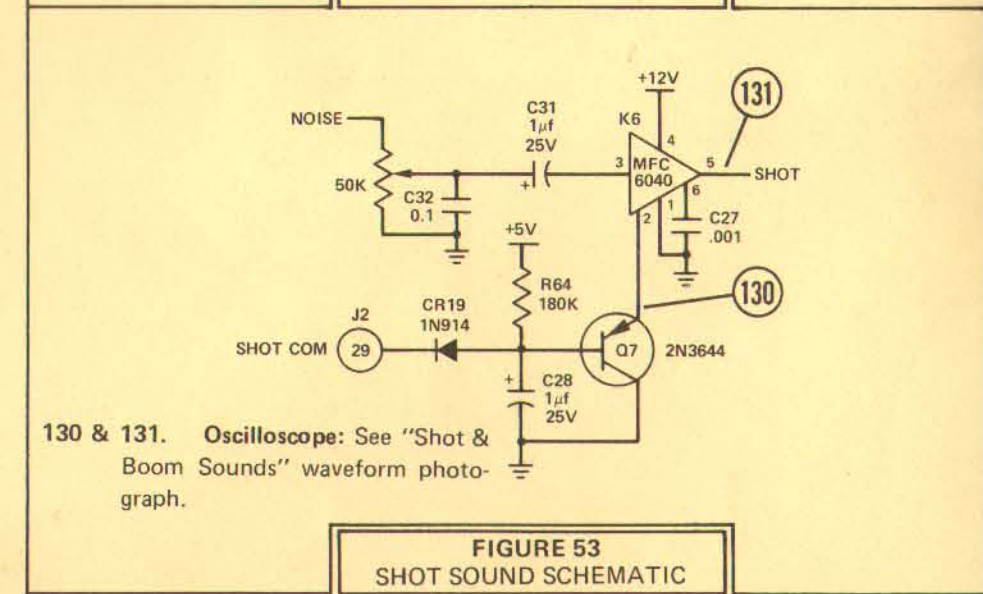 +12V
131
C31
1µf
25V
K6
NOISE
4
3
MFC
6040
5
SHOT
50K
C32
0.1
+
6
1
2
C27
.001
+5V
R64
180K
130
CR19
1N914
J2
SHOT COM
29
Q7
2N3644
+
C28
1µf
25V
130 & 131. Oscilloscope: See "Shot &
Boom Sounds" waveform photo-
graph.
FIGURE 53
SHOT SOUND SCHEMATIC